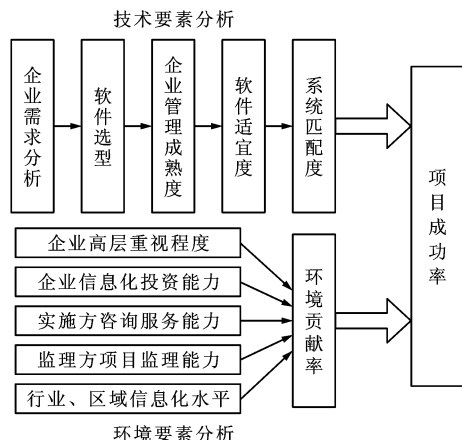 技术要素分析
企业需求分析
软件选型
企业管理成熟度
软件适宜度
系统匹配度
项目成功率
企业高层重视程度
企业信息化投资能力
实施方咨询服务能力
监理方项目监理能力
行业、区域信息化水平
环境贡献率
环境要素分析